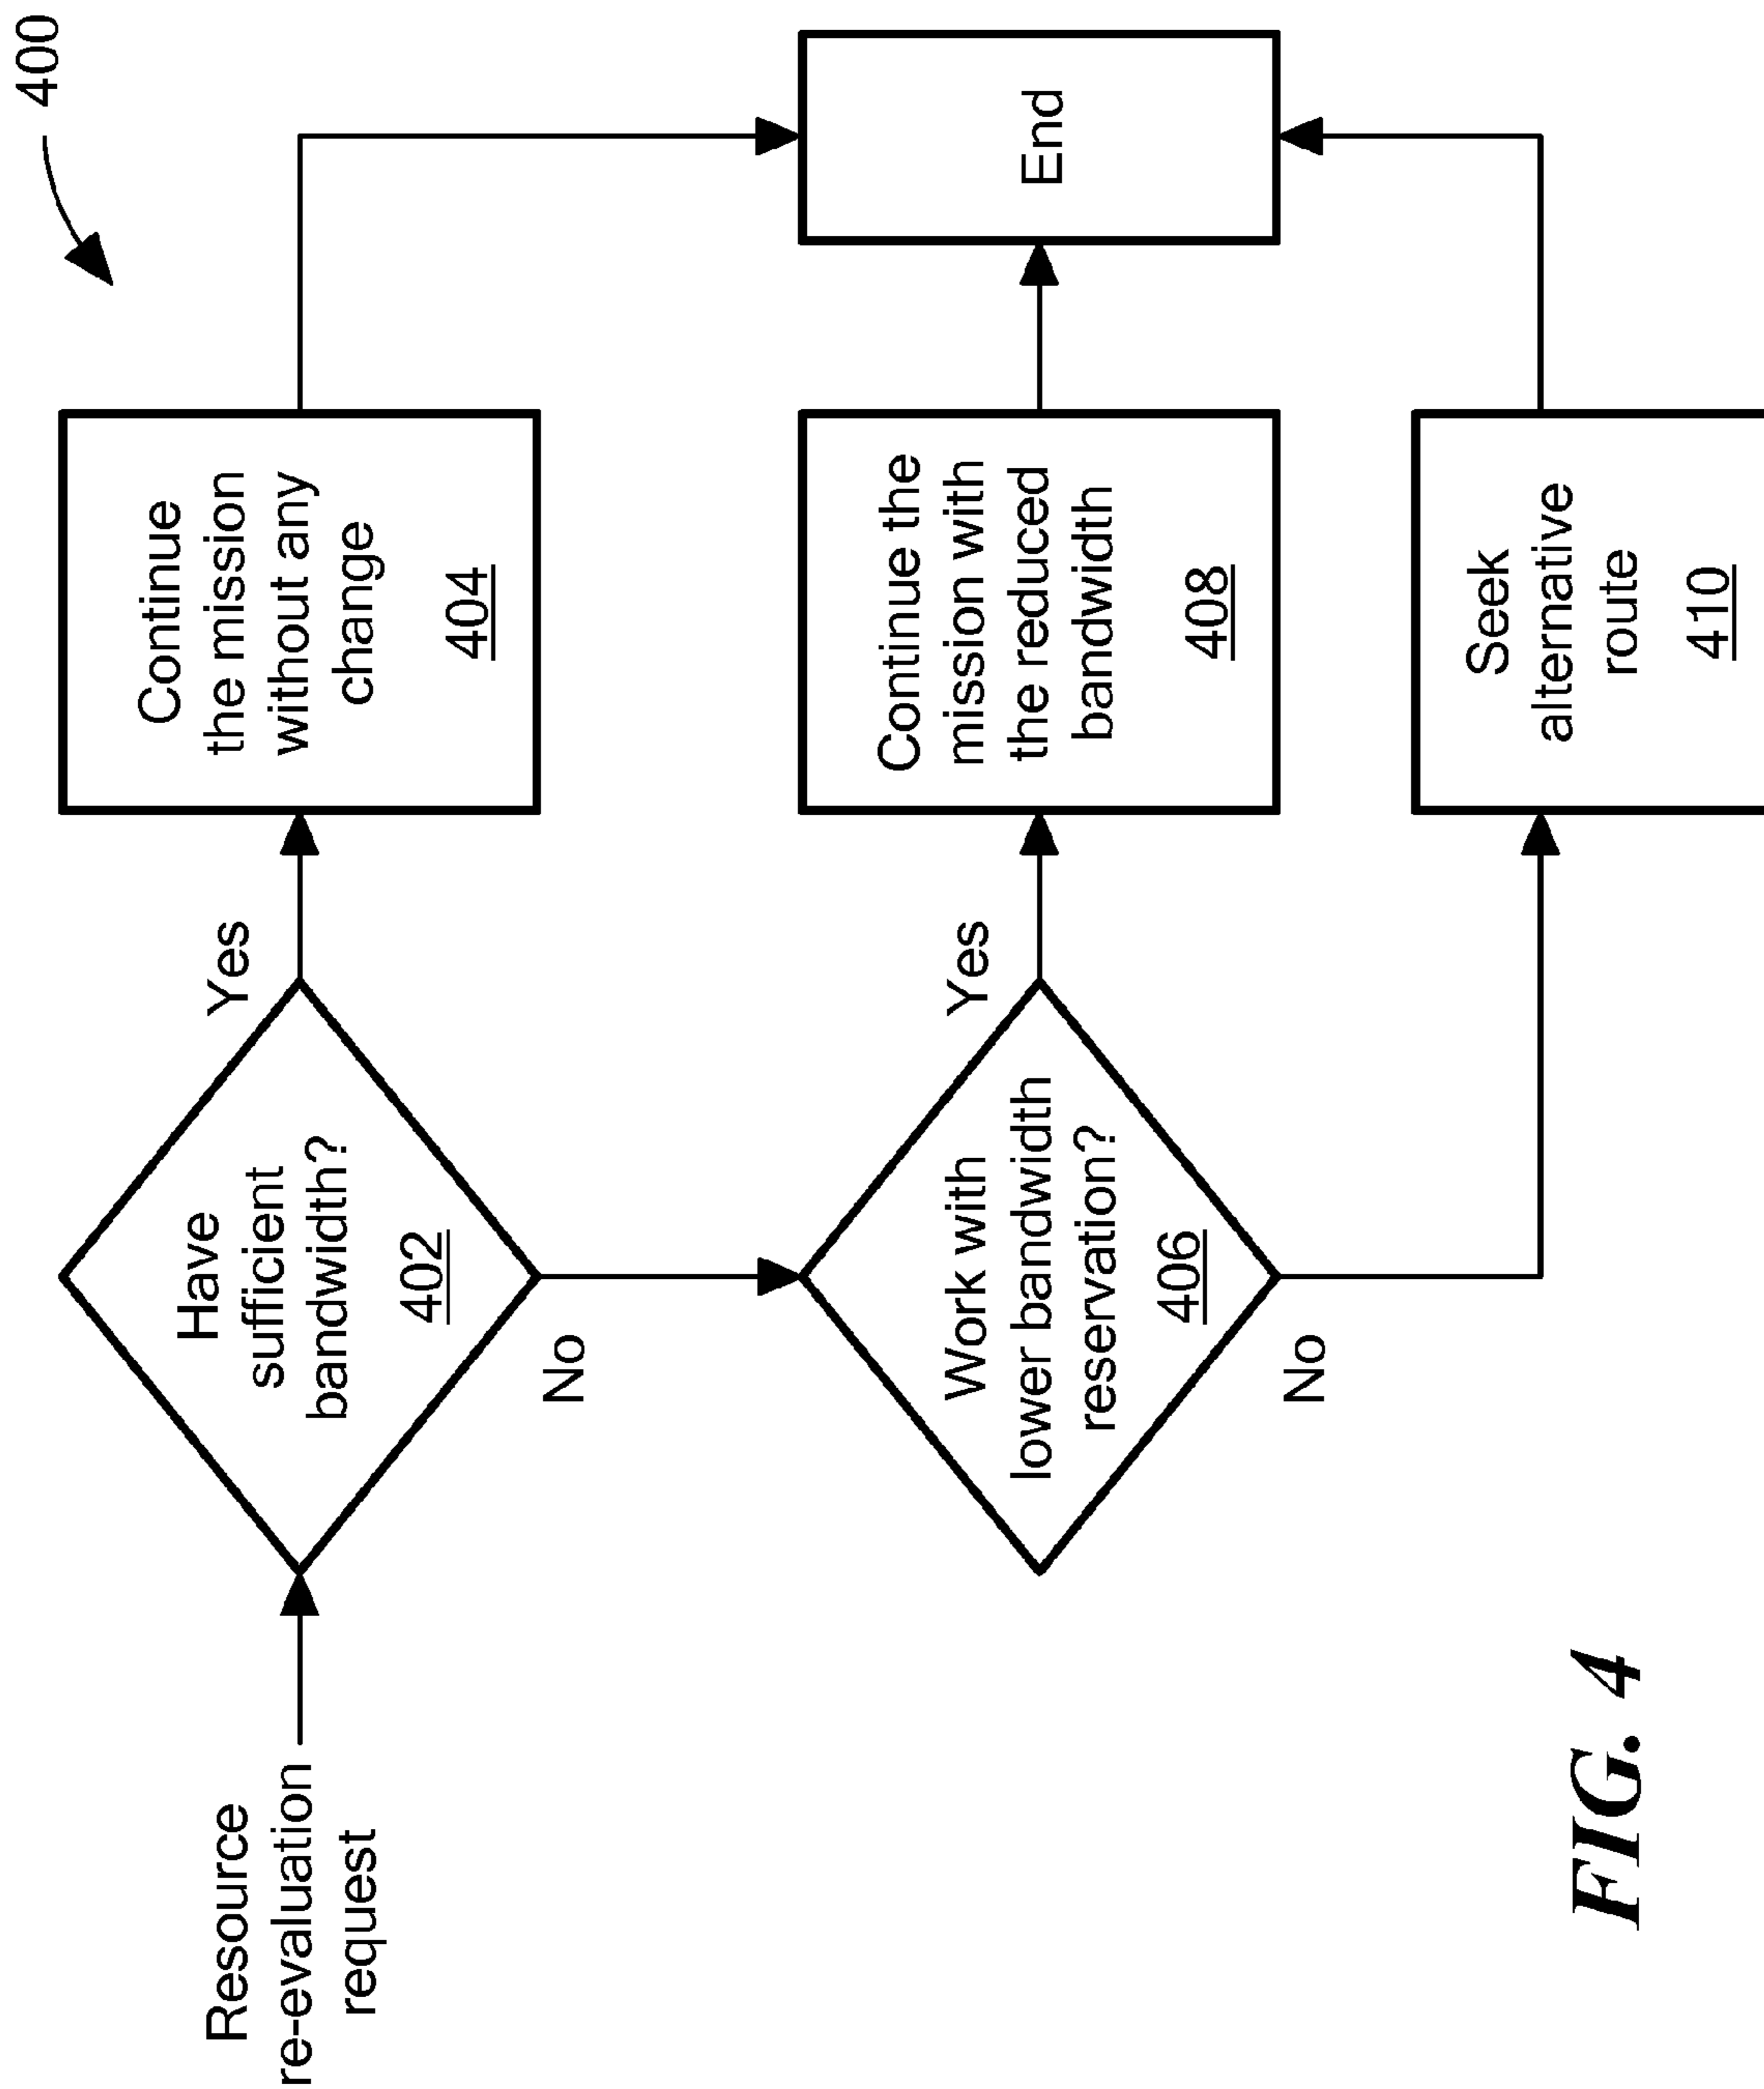 400
Resource
re-evaluation
request
Have
sufficient
bandwidth?
402
Yes
No
Continue
the mission
without any
change
404
Work with
lower bandwidth
reservation?
406
Yes
No
Continue the
mission with
the reduced
bandwidth
408
End
Seek
alternative
route
410
FIG. 4